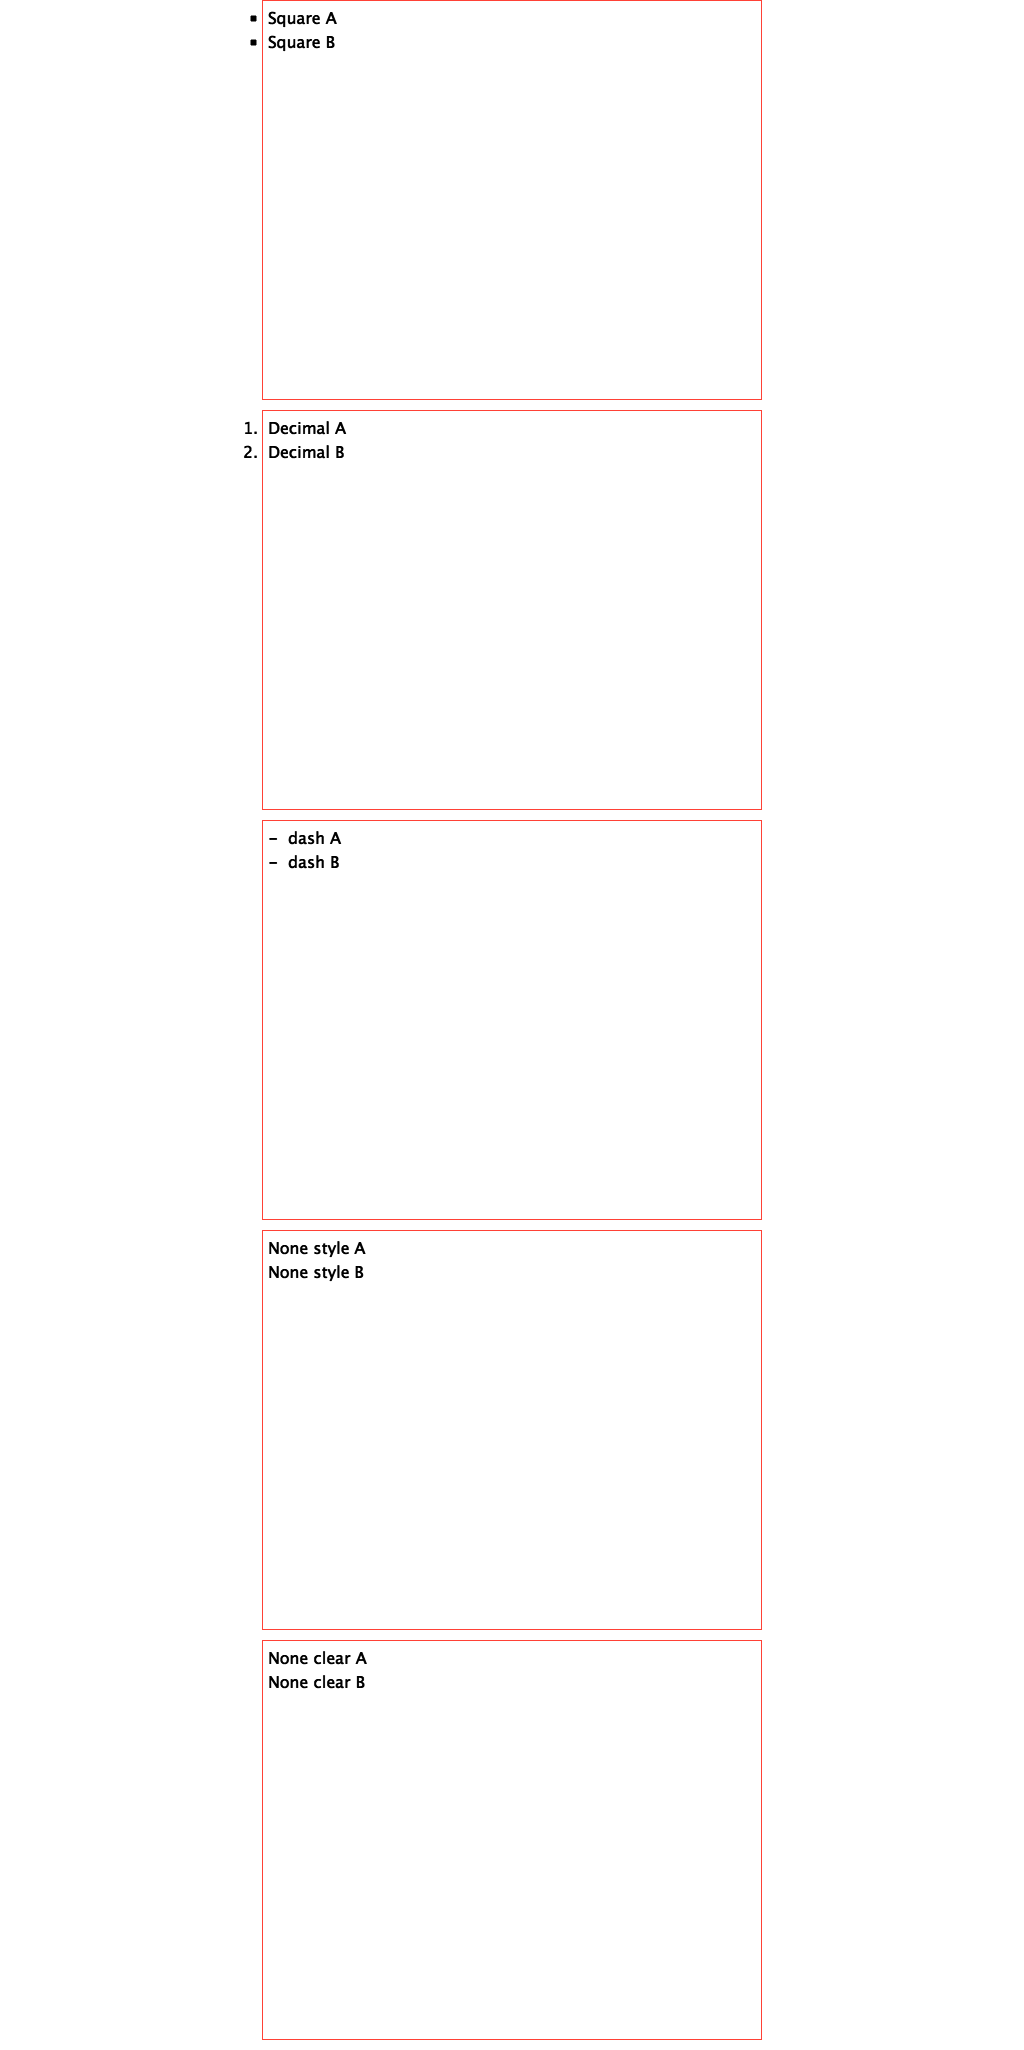 ▪ Square A
▪ Square B
1. Decimal A
2. Decimal B
– dash A
– dash B
None style A
None style B
None clear A
None clear B